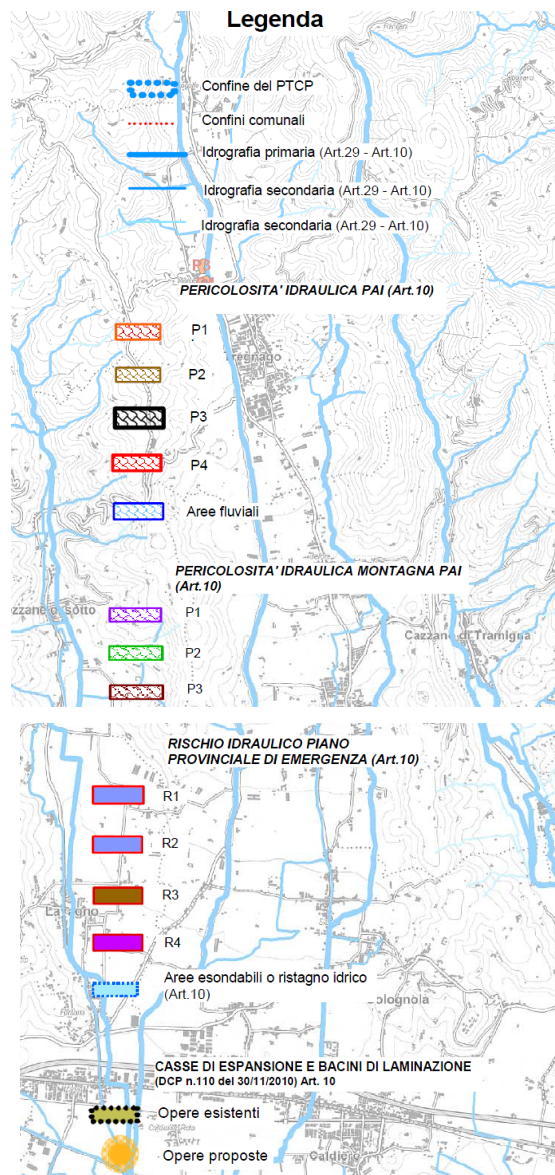 Legenda
Confine del PTCP
Confini comunali
Idrografia primaria (Art.29 - Art.10)
Idrografia secondaria (Art.29 - Art.10)
Idrografia secondaria (Art.29 - Art.10)
PERICOLOSITA' IDRAULICA PAI (Art.10)
P1
Tregnago
P2
P3
P4
Aree fluviali
PERICOLOSITA' IDRAULICA MONTAGNA PAI
(Art.10)
P1
Cazzano di Tramigna
P2
P3
RISCHIO IDRAULICO PIANO
PROVINCIALE DI EMERGENZA (Art.10)
R1
R2
R3
R4
Aree esondabili o ristagno idrico
(Art.10)
CASSE DI ESPANSIONE E BACINI DI LAMINAZIONE
(DCP n.110 del 30/11/2010) Art. 10
Opere esistenti
Caldiero
Opere proposte